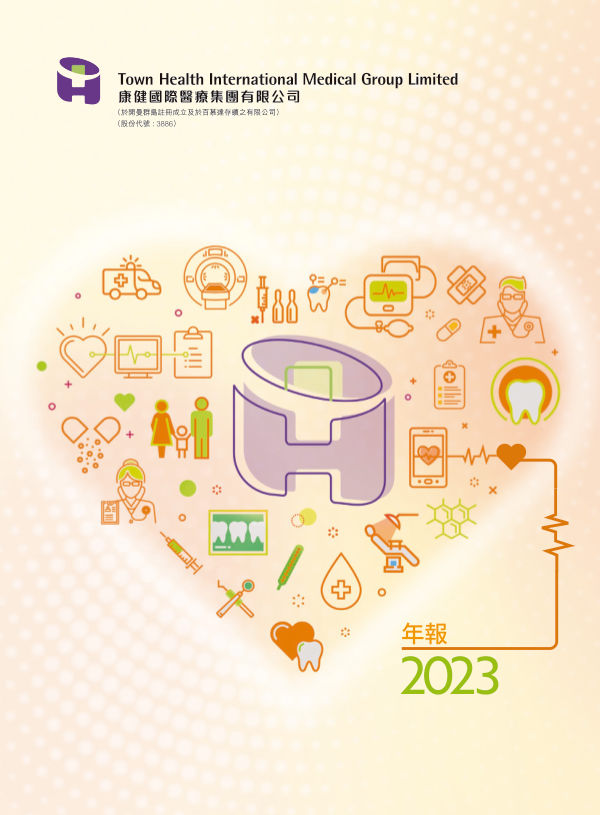 Town Health International Medical Group Limited
康健國際醫療集團有限公司
(於開曼群島註冊成立及於百慕達存續之有限公司)
(股份代號：3886)
年報
2023